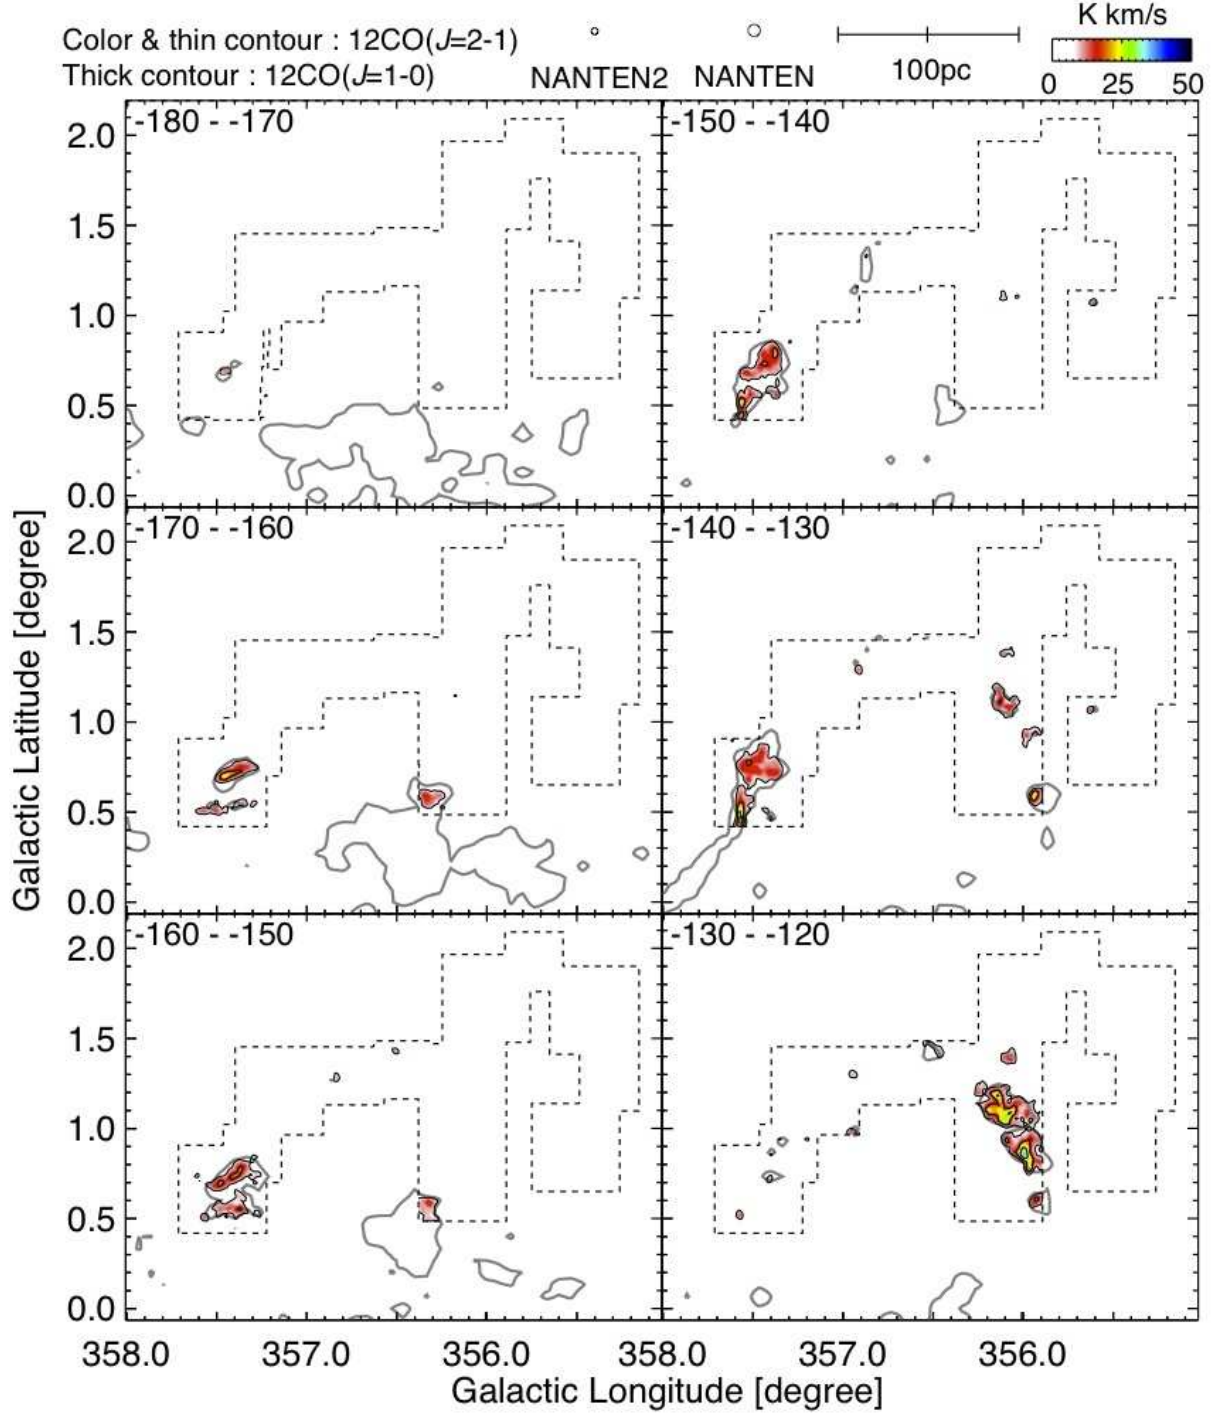 K km/s
Color & thin contour : 12CO(J=2-1)
Thick contour : 12CO(J=1-0)
NANTEN2 NANTEN
100pc
0 25 50
-180 - -170
-150 - -140
2.0
1.5
1.0
0.5
0.0
-170 - -160
-140 - -130
2.0
1.5
1.0
0.5
0.0
Galactic Latitude [degree]
-160 - -150
-130 - -120
2.0
1.5
1.0
0.5
0.0
358.0 357.0 356.0 358.0 357.0 356.0
Galactic Longitude [degree]